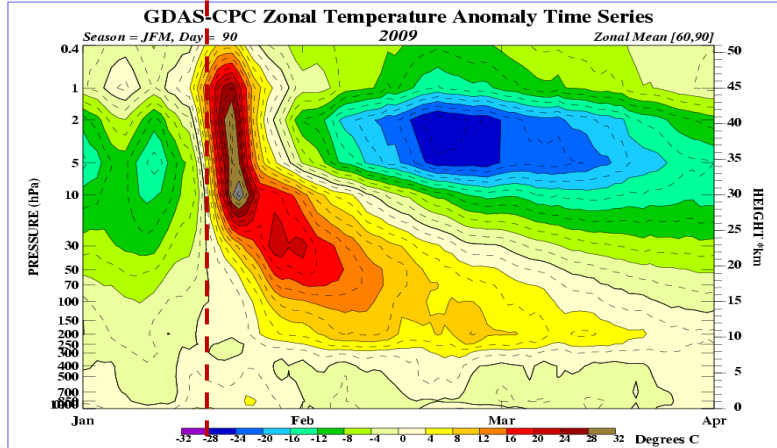 GDAS-CPC Zonal Temperature Anomaly Time Series
Season = JFM, Day = 90
2009
Zonal Mean [60,90]
PRESSURE (hPa)
0.4
1
2
5
10
30
50
70
100
150
200
250
300
400
500
700
850
1000
50
45
40
35
30
25
20
15
10
5
0
HEIGHT*km
Jan
Feb
Mar
Apr
-32 -28 -24 -20 -16 -12 -8 -4 0 4 8 12 16 20 24 28 32
Degrees C